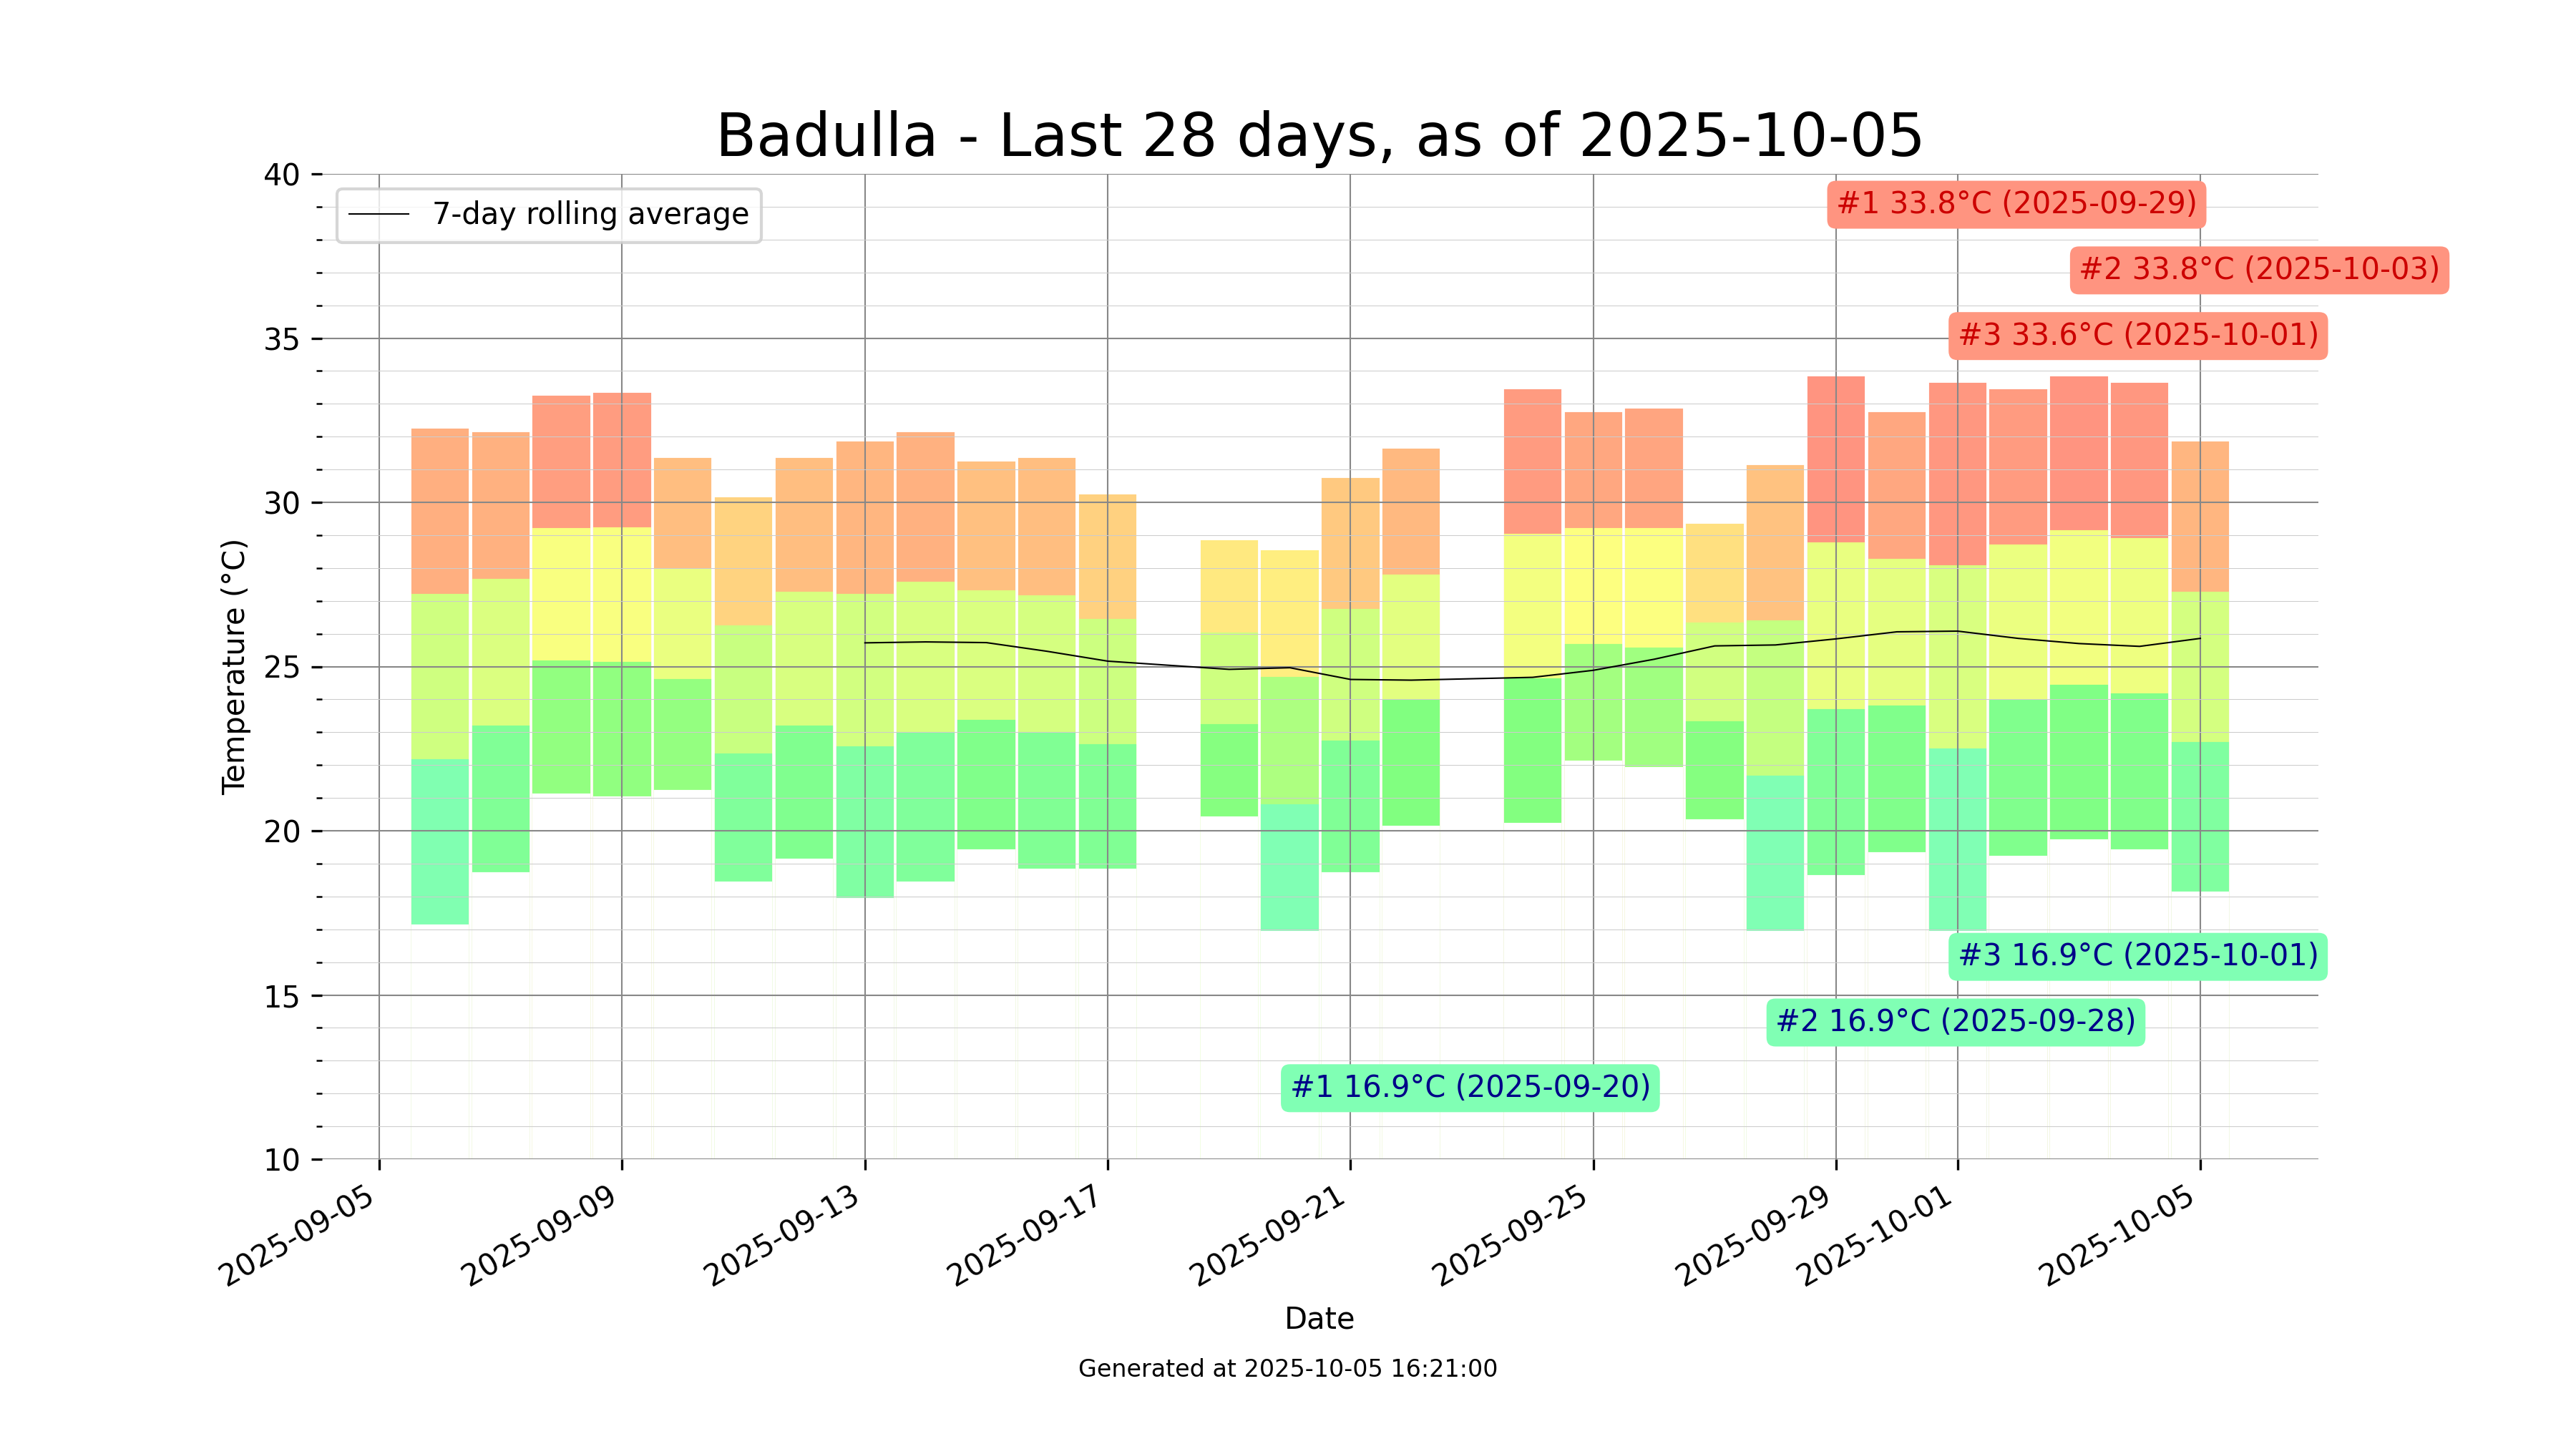 Badulla - Last 28 days, as of 2025-10-05
7-day rolling average
#1 33.8°C (2025-09-29)
#2 33.8°C (2025-10-03)
#3 33.6°C (2025-10-01)
#3 16.9°C (2025-10-01)
#2 16.9°C (2025-09-28)
#1 16.9°C (2025-09-20)
Temperature (°C)
40
35
30
25
20
15
10
2025-09-05
2025-09-09
2025-09-13
2025-09-17
2025-09-21
2025-09-25
2025-09-29
2025-10-01
2025-10-05
Date
Generated at 2025-10-05 16:21:00